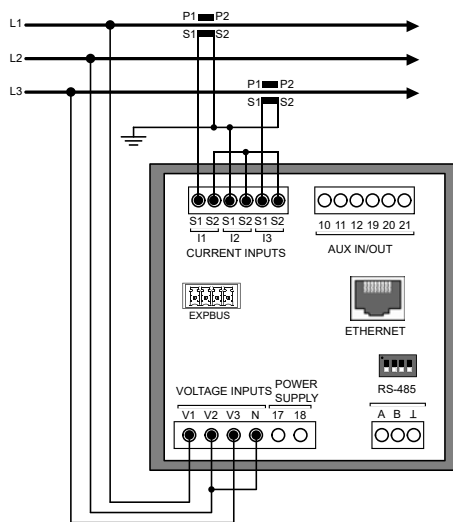 P1 P2
L1
S1 S2
L2
P1 P2
L3
S1 S2
S1 S2 S1 S2 S1 S2
I1 I2 I3
CURRENT INPUTS
10 11 12 19 20 21
AUX IN/OUT
EXPBUS
ETHERNET
RS-485
VOLTAGE INPUTS
POWER
SUPPLY
V1 V2 V3 N 17 18
A B ⊥